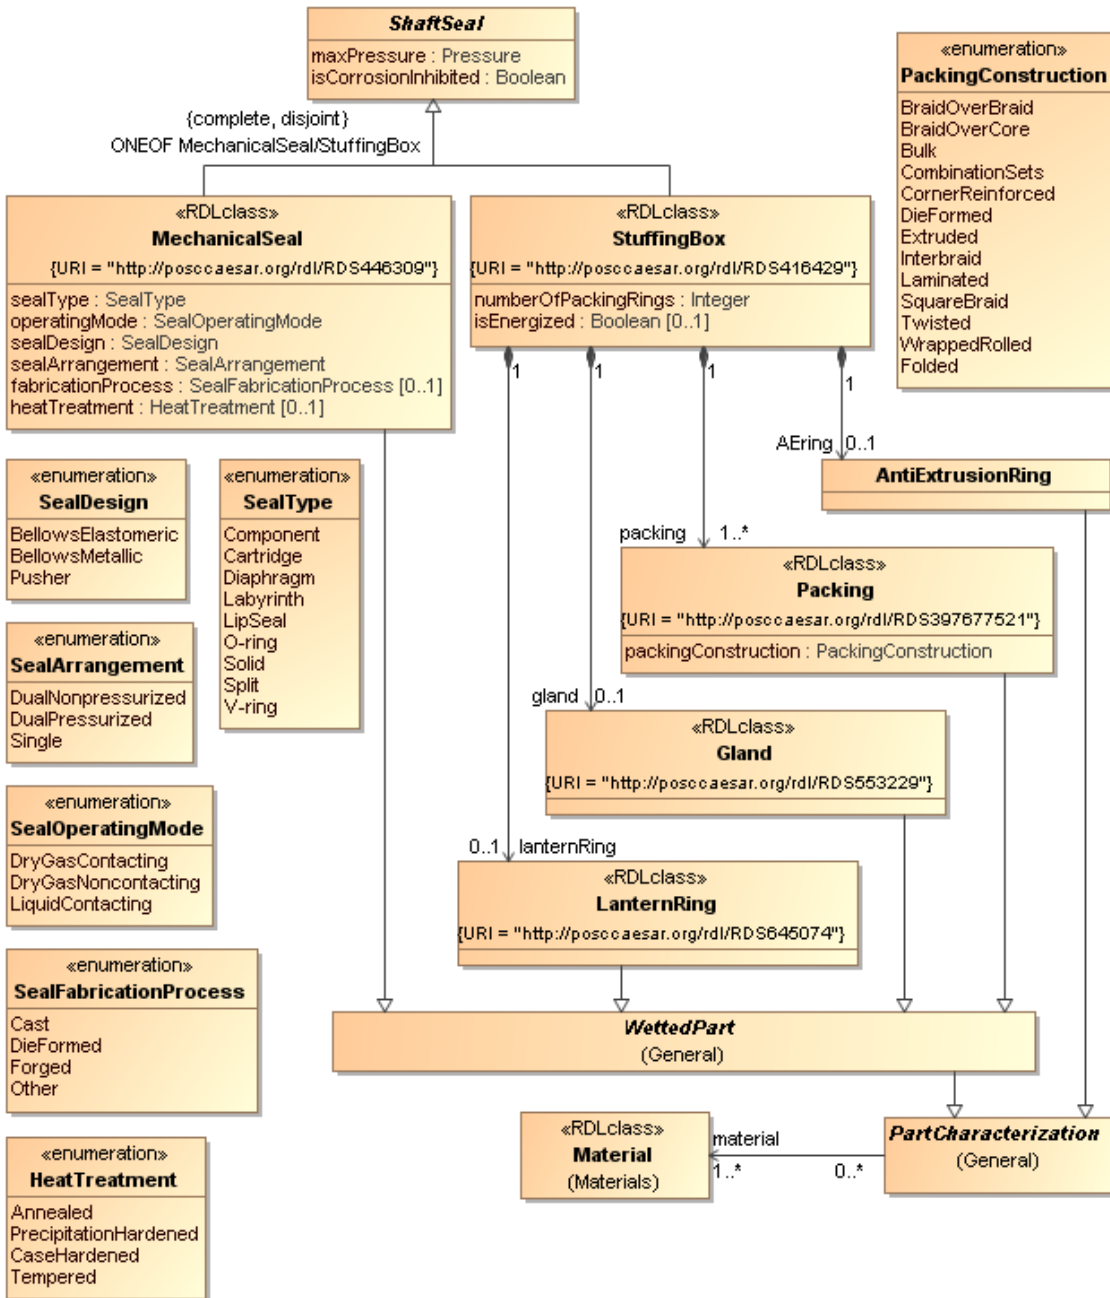 ShaftSeal
maxPressure : Pressure
isCorrosionInhibited : Boolean
{complete, disjoint}
ONEOF MechanicalSeal/StuffingBox
«enumeration»
PackingConstruction
BraidOverBraid
BraidOverCore
Bulk
CombinationSets
CornerReinforced
DieFormed
Extruded
Interbraid
Laminated
SquareBraid
Twisted
WrappedRolled
Folded
«RDLclass»
MechanicalSeal
{URI = "http://posccaesar.org/rdl/RDS446309"}
sealType : SealType
operatingMode : SealOperatingMode
sealDesign : SealDesign
sealArrangement : SealArrangement
fabricationProcess : SealFabricationProcess [0..1]
heatTreatment : HeatTreatment [0..1]
«RDLclass»
StuffingBox
{URI = "http://posccaesar.org/rdl/RDS416429"}
numberOfPackingRings : Integer
isEnergized : Boolean [0..1]
1
1
1
1
AEring 0..1
AntiExtrusionRing
«enumeration»
SealDesign
BellowsElastomeric
BellowsMetallic
Pusher
«enumeration»
SealType
Component
Cartridge
Diaphragm
Labyrinth
LipSeal
O-ring
Solid
Split
V-ring
packing 1..*
«RDLclass»
Packing
{URI = "http://posccaesar.org/rdl/RDS397677521"}
packingConstruction : PackingConstruction
«enumeration»
SealArrangement
DualNonpressurized
DualPressurized
Single
gland 0..1
«RDLclass»
Gland
{URI = "http://posccaesar.org/rdl/RDS553229"}
«enumeration»
SealOperatingMode
DryGasContacting
DryGasNoncontacting
LiquidContacting
0..1 lanternRing
«RDLclass»
LanternRing
{URI = "http://posccaesar.org/rdl/RDS645074"}
«enumeration»
SealFabricationProcess
Cast
DieFormed
Forged
Other
WettedPart
(General)
«RDLclass»
Material
(Materials)
material
1..* 0..*
PartCharacterization
(General)
«enumeration»
HeatTreatment
Annealed
PrecipitationHardened
CaseHardened
Tempered